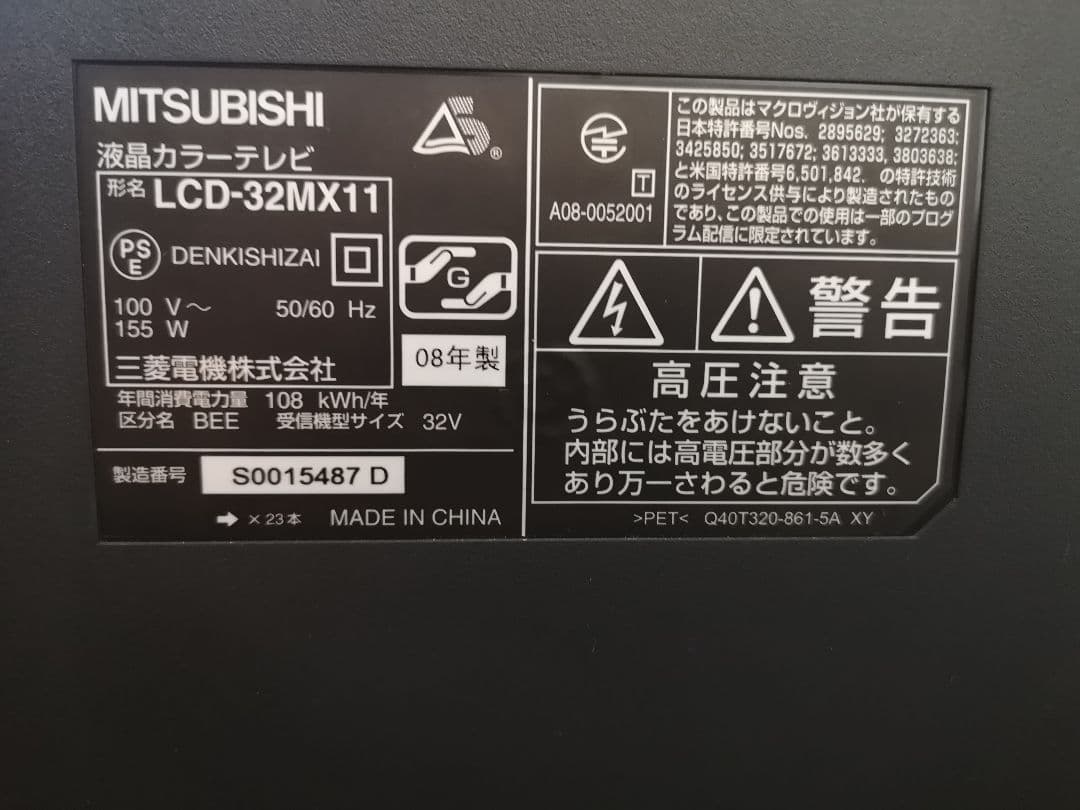 MITSUBISHI
液晶カラーテレビ
形名 LCD-32MX11
PS
E
DENKISHIZAI
100 V～ 50/60 Hz
155 W
三菱電機株式会社
G
08年製
年間消費電力量 108 kWh/年
区分名 BEE 受信機型サイズ 32V
製造番号 S0015487 D
➡ × 23本 MADE IN CHINA
S®
T
A08-0052001
この製品はマクロヴィジョン社が保有する
日本特許番号Nos. 2895629; 3272363;
3425850; 3517672; 3613333, 3803638;
と米国特許番号6,501,842. の特許技術
のライセンス供与により製造されたもの
であり、この製品での使用は一部のプログ
ラム配信に限定されています。
警告
高圧注意
うらぶたをあけないこと。
内部には高電圧部分が数多く
あり万一さわると危険です。
>PET< Q40T320-861-5A XY